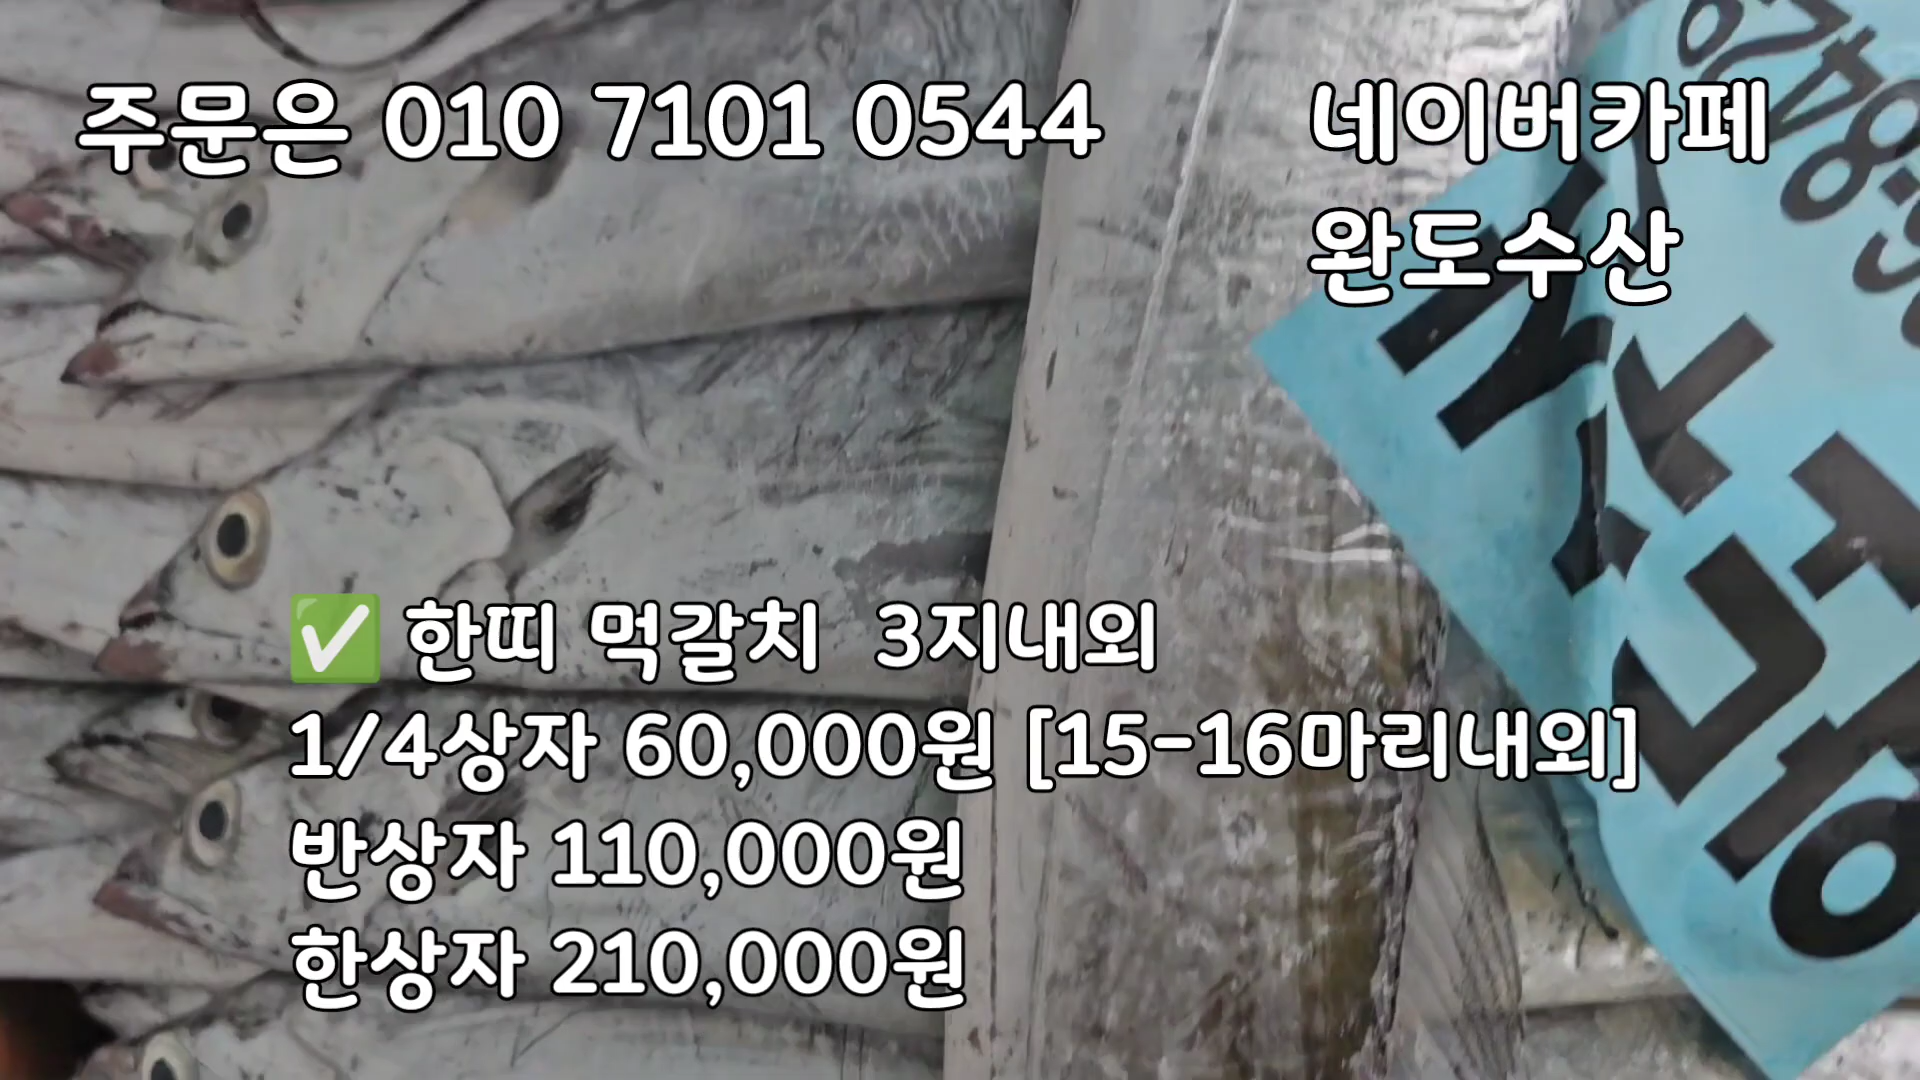 주문은 010 7101 0544
네이버카페
완도수산
✅ 한띠 먹갈치 3지내외
1/4상자 60,000원 [15-16마리내외]
반상자 110,000원
한상자 210,000원